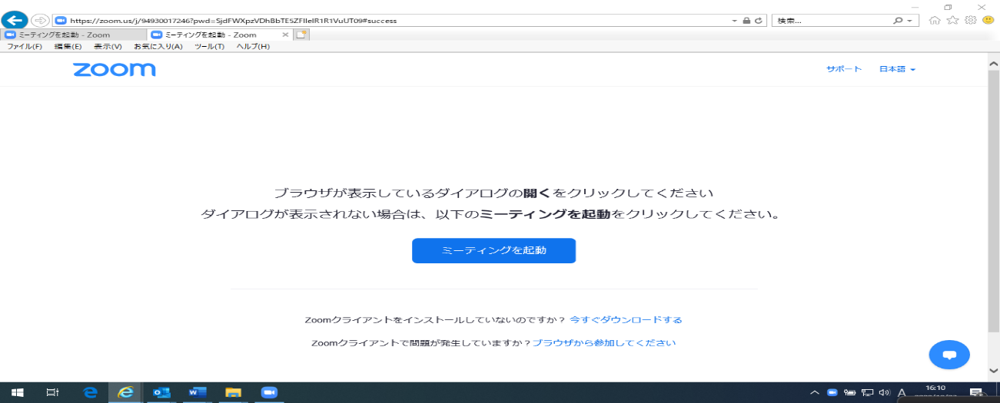 https://zoom.us/j/94930017246?pwd=SjdFWXpzVDhBbTE5ZFlleIR1R1VuUT09#success
検索...
ミーティングを起動 - Zoom
ミーティングを起動 - Zoom
ファイル(F) 編集(E) 表示(V) お気に入り(A) ツール(T) ヘルプ(H)
zoom
サポート 日本語
ブラウザが表示しているダイアログの開くをクリックしてください
ダイアログが表示されない場合は、以下のミーティングを起動をクリックしてください。
ミーティングを起動
Zoomクライアントをインストールしていないのですか？ 今すぐダウンロードする
Zoomクライアントで問題が発生していますか？ブラウザから参加してください
A
16:10